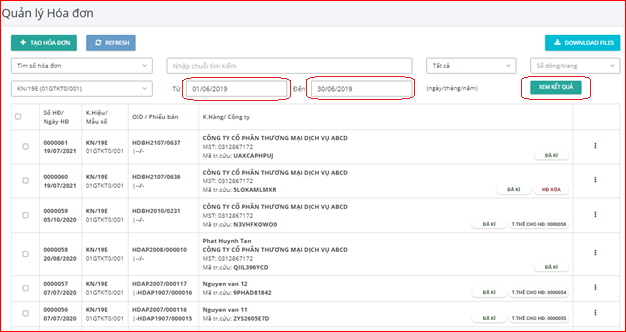 Quản lý Hóa đơn
+ TẠO HÓA ĐƠN REFRESH DOWNLOAD FILES
Tìm số hóa đơn Nhập chuỗi tìm kiếm Tất cả Số dòng/trang
KN/19E (01GTKT0/001) Từ 01/06/2019 Đến 30/06/2019 (ngày/tháng/năm) XEM KẾT QUẢ
Số HĐ/ K.Hiệu/ OID / Phiếu bán K.Hàng/ Công ty
Ngày HĐ Mẫu số
CÔNG TY CỔ PHẦN THƯƠNG MẠI DỊCH VỤ ABCD
0000061 KN/19E HDBH2107/0637 MST: 0312867172
19/07/2021 01GTKT0/001 |--/- Mã tr.cứu: UAXCAPHPUJ ĐÃ KÍ
CÔNG TY CỔ PHẦN THƯƠNG MẠI DỊCH VỤ ABCD
0000060 KN/19E HDBH2107/0636 MST: 0312867172
19/07/2021 01GTKT0/001 |--/- Mã tr.cứu: 5LOKAMLMXR ĐÃ KÍ HĐ XÓA
CÔNG TY CỔ PHẦN THƯƠNG MẠI DỊCH VỤ ABCD
0000059 KN/19E HDBH2010/0231 MST: 0312867172
05/10/2020 01GTKT0/001 |--/- Mã tr.cứu: N3VHFKOWO0 ĐÃ KÍ T.THẾ CHO HĐ: 0000058
Phat Huynh Tan
0000058 KN/19E HDAP2008/000010 CÔNG TY CỔ PHẦN THƯƠNG MẠI DỊCH VỤ ABCD
20/08/2020 01GTKT0/001 |--/- MST: 0312867172
Mã tr.cứu: QIIL396YCD ĐÃ KÍ
0000057 KN/19E HDAP2007/000117 Nguyen van 12
07/07/2020 01GTKT0/001 |-HDAP1907/000016 Mã tr.cứu: 9PHAD81842 ĐÃ KÍ T.THẾ CHO HĐ: 0000054
0000056 KN/19E HDAP2007/000116 Nguyen van 11
07/07/2020 01GTKT0/001 |-HDAP1907/000015 Mã tr.cứu: 2YS2605E7D ĐÃ KÍ T.THẾ CHO HĐ: 0000055